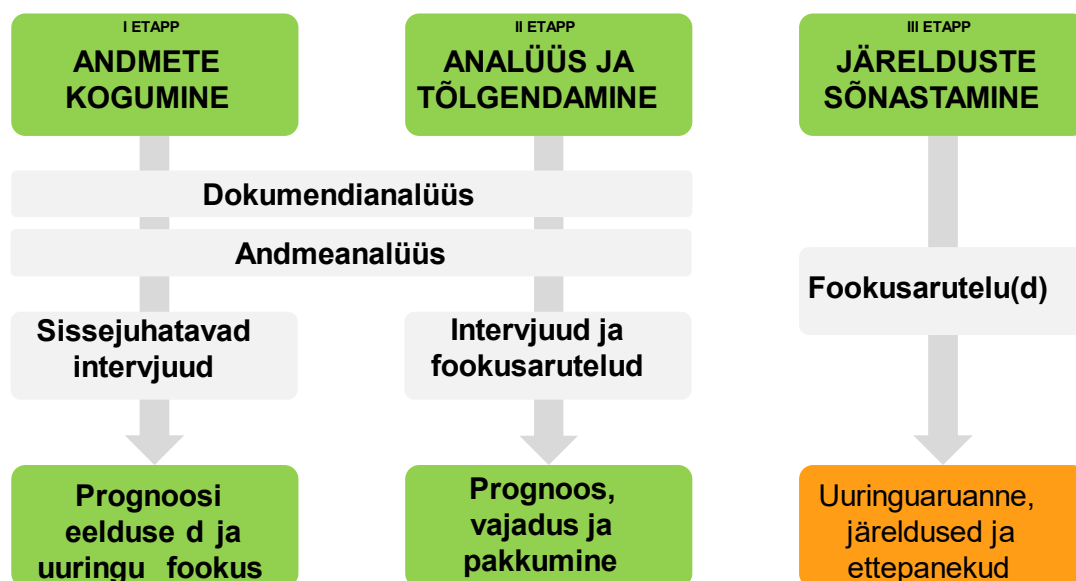 I ETAPP
ANDMETE
KOGUMINE
II ETAPP
ANALÜÜS JA
TÕLGENDAMINE
III ETAPP
JÄRELDUSTE
SÕNASTAMINE
Dokumendianalüüs
Andmeanalüüs
Sissejuhatavad
intervjuud
Intervjuud ja
fookusarutelud
Fookusarutelu(d)
Prognoosi
eelduse d ja
uuringu fookus
Prognoos,
vajadus ja
pakkumine
Uuringuaruanne,
järeldused ja
ettepanekud